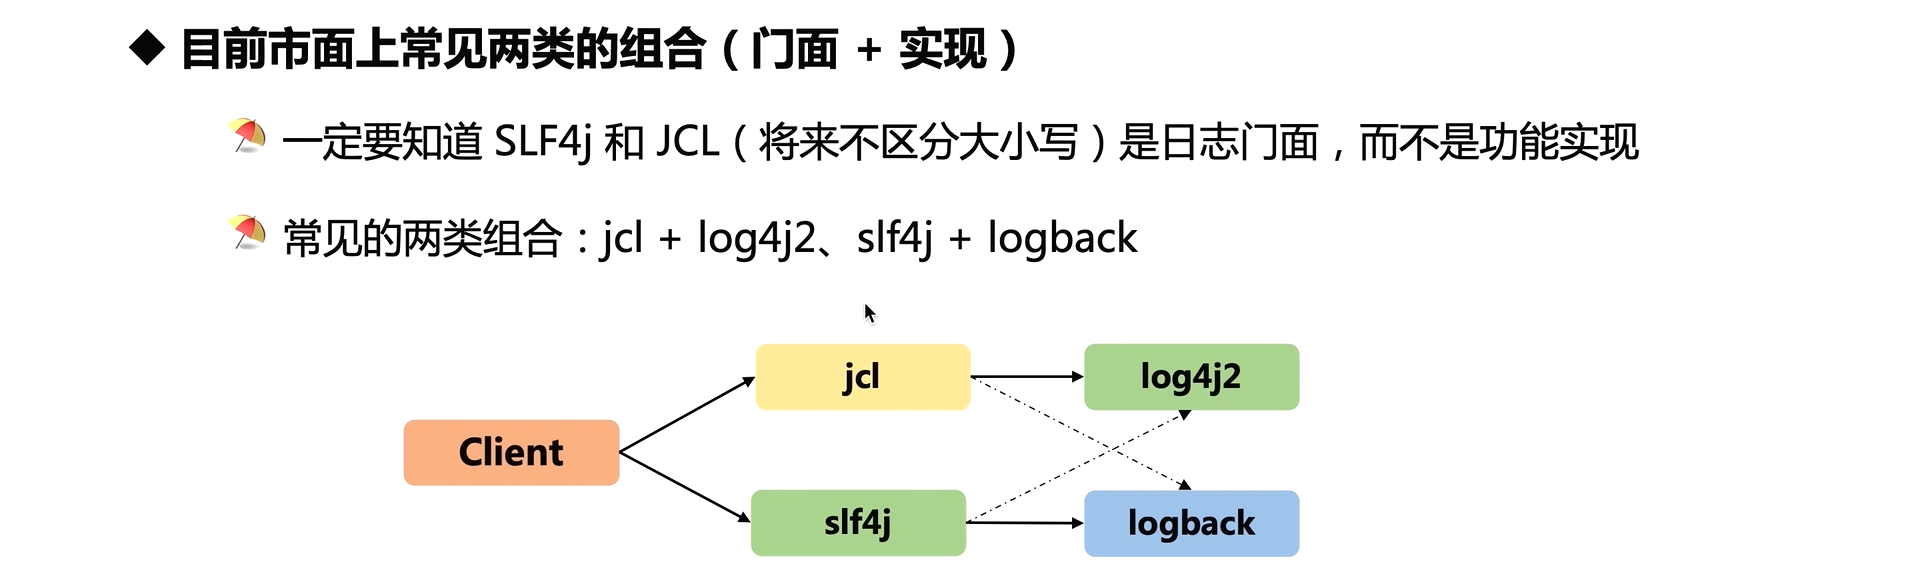 目前市面上常见两类的组合（门面 + 实现）
一定要知道 SLF4j 和 JCL（将来不区分大小写）是日志门面，而不是功能实现
常见的两类组合：jcl + log4j2、slf4j + logback
jcl
log4j2
Client
slf4j
logback